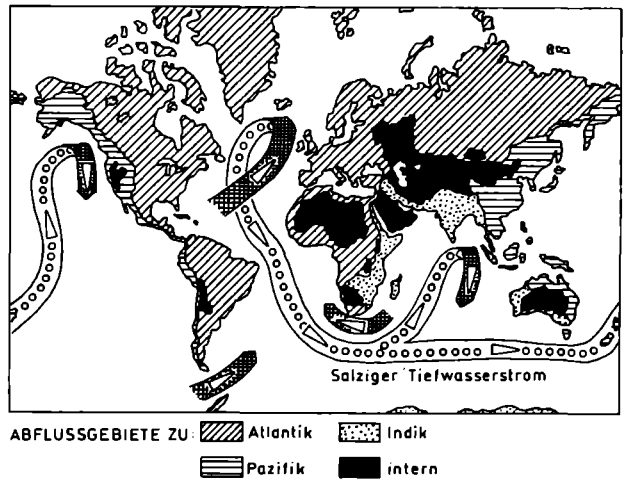 Salziger Tiefwasserstrom
ABFLUSSGEBIETE ZU: Atlantik Indik
Pazifik intern